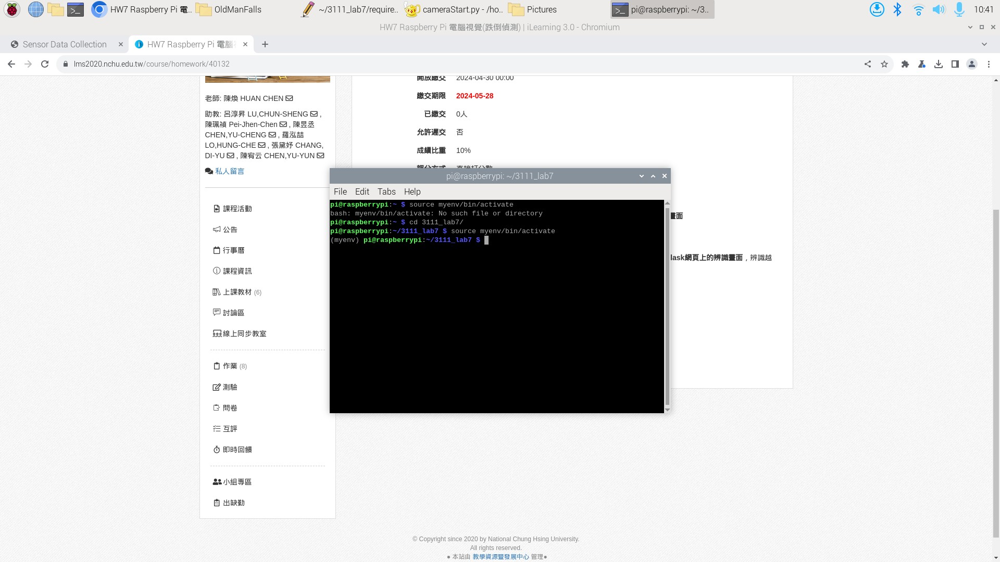 HW7 Raspberry Pi 電..
OldManFalls
~/3111_lab7/require..
cameraStart.py - /ho..
Pictures
pi@raspberrypi: ~/3..
10:41
HW7 Raspberry Pi 電腦視覺(跌倒偵測) | iLearning 3.0 - Chromium
Sensor Data Collection
HW7 Raspberry Pi 電腦
lms2020.nchu.edu.tw/course/homework/40132
開放繳交 2024-04-30 00:00
繳交期限 2024-05-28
已繳交 0人
允許遲交 否
成績比重 10%
評分方式 直接打分數
老師: 陳煥 HUAN CHEN
助教: 呂淳昇 LU,CHUN-SHENG ,
陳珮禎 Pei-Jhen-Chen , 陳昱丞
CHEN,YU-CHENG , 羅泓喆
LO,HUNG-CHE , 張黛妤 CHANG,
DI-YU , 陳宥云 CHEN,YU-YUN
私人留言
課程活動
公告
行事曆
課程資訊
上課教材 (6)
討論區
線上同步教室
作業 (8)
測驗
問卷
互評
即時回饋
小組專區
出缺勤
pi@raspberrypi: ~/3111_lab7
File Edit Tabs Help
pi@raspberrypi:~ $ source myenv/bin/activate
bash: myenv/bin/activate: No such file or directory
pi@raspberrypi:~ $ cd 3111_lab7/
pi@raspberrypi:~/3111_lab7 $ source myenv/bin/activate
(myenv) pi@raspberrypi:~/3111_lab7 $
畫面
lask網頁上的辨識畫面，辨識越
© Copyright since 2020 by National Chung Hsing University.
All rights reserved.
● 本站由 教學資源暨發展中心 管理●